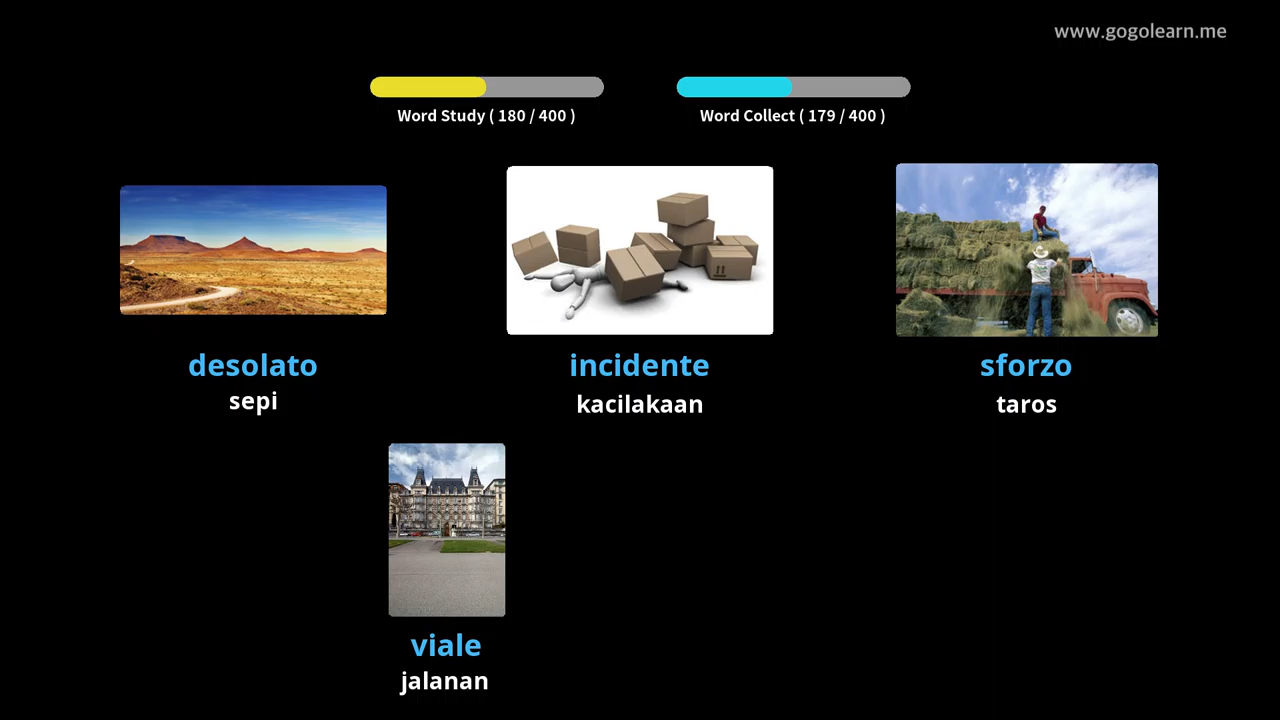 www.gogolearn.me
Word Study ( 180 / 400 )
Word Collect ( 179 / 400 )
desolato
sepi
incidente
kacilakaan
sforzo
taros
viale
jalanan